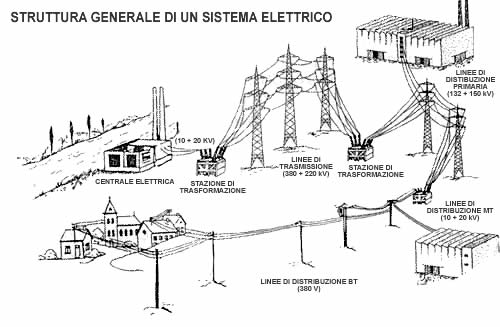 STRUTTURA GENERALE DI UN SISTEMA ELETTRICO
LINEE DI
DISTIBUZIONE
PRIMARIA
(132 + 150 kV)
(10 + 20 KV)
CENTRALE ELETTRICA
STAZIONE DI
TRASFORMAZIONE
LINEE DI
TRASMISSIONE
(380 + 220 kV)
STAZIONE DI
TRASFORMAZIONE
LINEE DI
DISTRIBUZIONE MT
(10 + 20 kV)
LINEE DI DISTRIBUZIONE BT
(380 V)